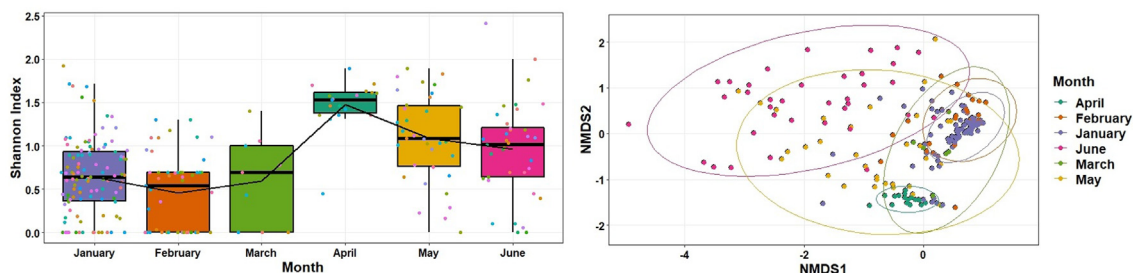 Shannon Index
2.5
2.0
1.5
1.0
0.5
0.0
January February March April May June
Month
NMDS2
2
1
0
-1
-2
-4 -2 0
NMDS1
Month
April
February
January
June
March
May